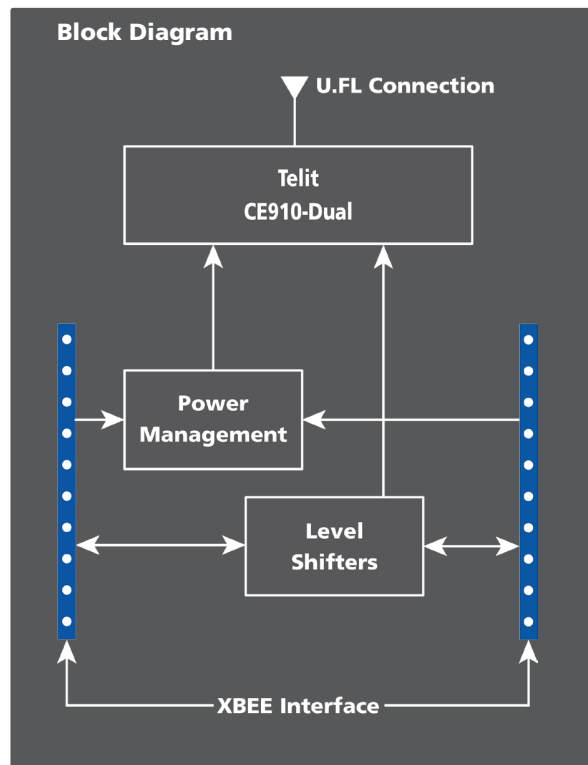 Block Diagram
U.FL Connection
Telit
CE910-Dual
Power
Management
Level
Shifters
XBEE Interface